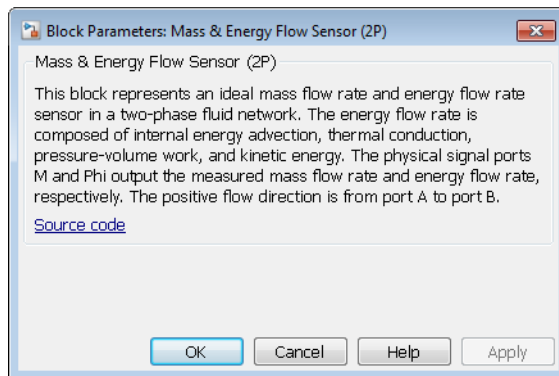 Block Parameters: Mass & Energy Flow Sensor (2P)
Mass & Energy Flow Sensor (2P)
This block represents an ideal mass flow rate and energy flow rate
sensor in a two-phase fluid network. The energy flow rate is
composed of internal energy advection, thermal conduction,
pressure-volume work, and kinetic energy. The physical signal ports
M and Phi output the measured mass flow rate and energy flow rate,
respectively. The positive flow direction is from port A to port B.
Source code
OK Cancel Help Apply